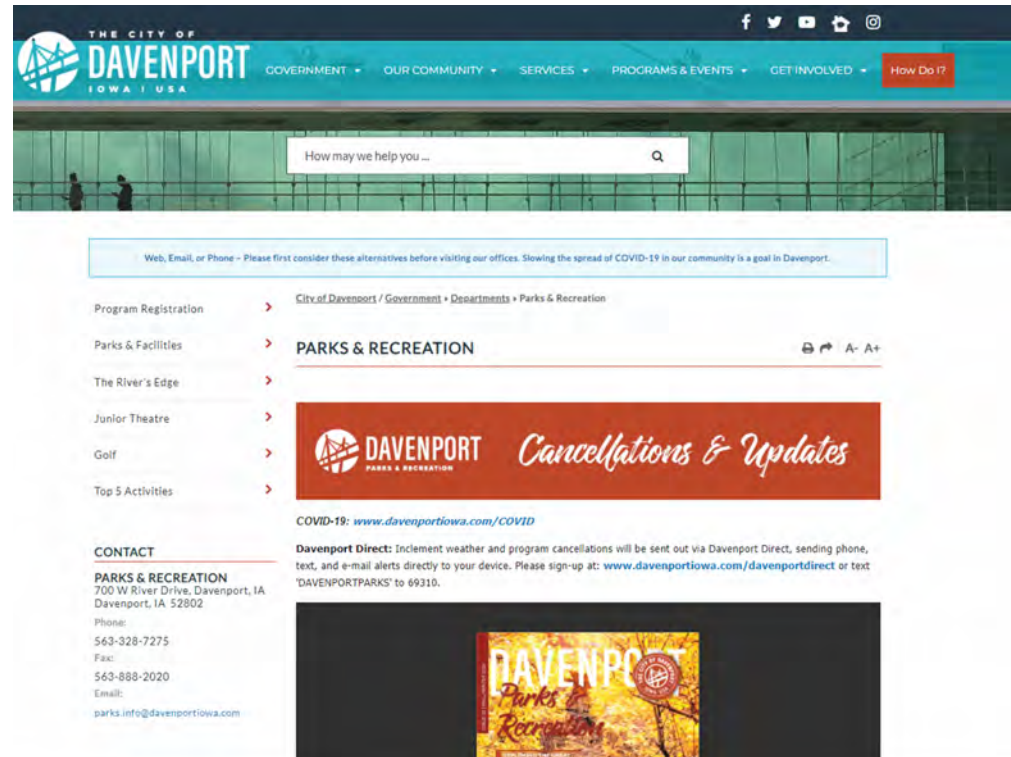 THE CITY OF
DAVENPORT
IOWA | USA
GOVERNMENT
OUR COMMUNITY
SERVICES
PROGRAMS & EVENTS
GET INVOLVED
How Do I?
How may we help you ...
Web, Email, or Phone – Please first consider these alternatives before visiting our offices. Slowing the spread of COVID-19 in our community is a goal in Davenport.
Program Registration
Parks & Facilities
The River's Edge
Junior Theatre
Golf
Top 5 Activities
CONTACT
PARKS & RECREATION
700 W River Drive, Davenport, IA
Davenport, IA 52802
Phone:
563-328-7275
Fax:
563-888-2020
Email:
parks.info@davenportiowa.com
City of Davenport / Government › Departments › Parks & Recreation
PARKS & RECREATION
A- A+
DAVENPORT
PARKS & RECREATION
Cancellations & Updates
COVID-19: www.davenportiowa.com/COVID
Davenport Direct: Inclement weather and program cancellations will be sent out via Davenport Direct, sending phone,
text, and e-mail alerts directly to your device. Please sign-up at: www.davenportiowa.com/davenportdirect or text
'DAVENPORTPARKS' to 69310.
DAVENPORT
Parks &
Recreation
THE CITY OF DAVENPORT
IOWA USA